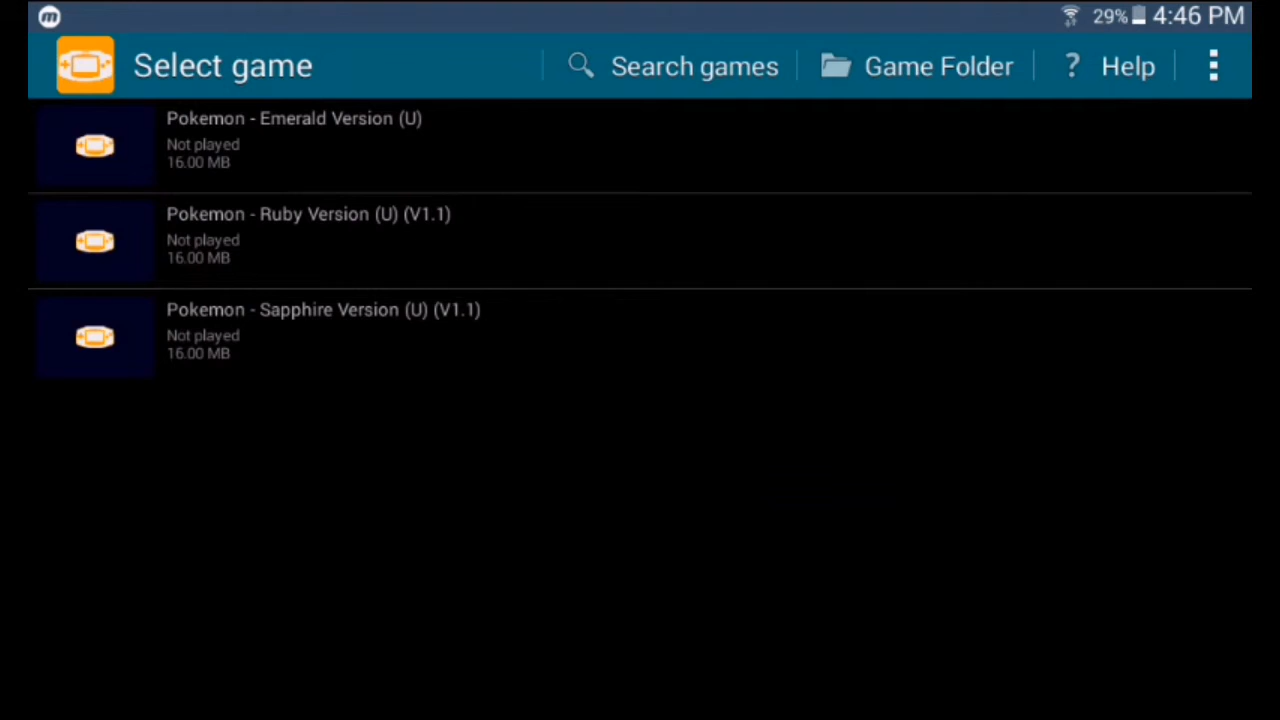 m 29% 4:46 PM
Select game Search games Game Folder ? Help
Pokemon - Emerald Version (U)
Not played
16.00 MB
Pokemon - Ruby Version (U) (V1.1)
Not played
16.00 MB
Pokemon - Sapphire Version (U) (V1.1)
Not played
16.00 MB